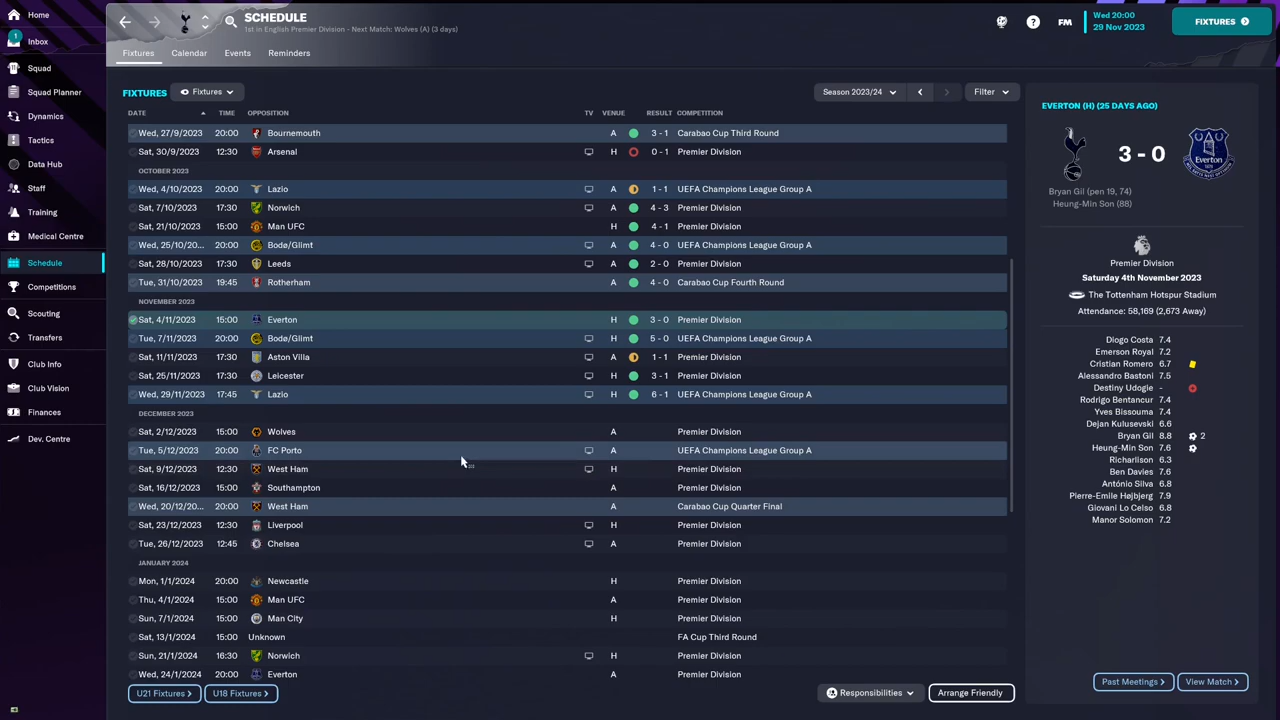 Home
1
Inbox
Squad
Squad Planner
Dynamics
Tactics
Data Hub
Staff
Training
Medical Centre
Schedule
Competitions
Scouting
Transfers
Club Info
Club Vision
Finances
Dev. Centre
SCHEDULE
1st in English Premier Division - Next Match: Wolves (A) (3 days)
? FM
Wed 20:00
29 Nov 2023
FIXTURES
Fixtures Calendar Events Reminders
FIXTURES Fixtures Season 2023/24 Filter
DATE TIME OPPOSITION TV VENUE RESULT COMPETITION
Wed, 27/9/2023 20:00 Bournemouth A 3 - 1 Carabao Cup Third Round
Sat, 30/9/2023 12:30 Arsenal H 0 - 1 Premier Division
OCTOBER 2023
Wed, 4/10/2023 20:00 Lazio A 1 - 1 UEFA Champions League Group A
Sat, 7/10/2023 17:30 Norwich A 4 - 3 Premier Division
Sat, 21/10/2023 15:00 Man UFC H 4 - 1 Premier Division
Wed, 25/10/20... 20:00 Bodø/Glimt A 4 - 0 UEFA Champions League Group A
Sat, 28/10/2023 17:30 Leeds A 2 - 0 Premier Division
Tue, 31/10/2023 19:45 Rotherham A 4 - 0 Carabao Cup Fourth Round
NOVEMBER 2023
Sat, 4/11/2023 15:00 Everton H 3 - 0 Premier Division
Tue, 7/11/2023 20:00 Bodø/Glimt H 5 - 0 UEFA Champions League Group A
Sat, 11/11/2023 17:30 Aston Villa A 1 - 1 Premier Division
Sat, 25/11/2023 17:30 Leicester H 3 - 1 Premier Division
Wed, 29/11/2023 17:45 Lazio H 6 - 1 UEFA Champions League Group A
DECEMBER 2023
Sat, 2/12/2023 15:00 Wolves A Premier Division
Tue, 5/12/2023 20:00 FC Porto A UEFA Champions League Group A
Sat, 9/12/2023 12:30 West Ham H Premier Division
Sat, 16/12/2023 15:00 Southampton A Premier Division
Wed, 20/12/20... 20:00 West Ham A Carabao Cup Quarter Final
Sat, 23/12/2023 12:30 Liverpool H Premier Division
Tue, 26/12/2023 12:45 Chelsea A Premier Division
JANUARY 2024
Mon, 1/1/2024 20:00 Newcastle H Premier Division
Thu, 4/1/2024 15:00 Man UFC A Premier Division
Sun, 7/1/2024 15:00 Man City H Premier Division
Sat, 13/1/2024 15:00 Unknown FA Cup Third Round
Sun, 21/1/2024 16:30 Norwich H Premier Division
Wed, 24/1/2024 20:00 Everton A Premier Division
U21 Fixtures U18 Fixtures Responsibilities Arrange Friendly
EVERTON (H) (25 DAYS AGO)
3 - 0
Everton
Bryan Gil (pen 19, 74)
Heung-Min Son (88)
Premier Division
Saturday 4th November 2023
The Tottenham Hotspur Stadium
Attendance: 58,169 (2,673 Away)
Diogo Costa 7.4
Emerson Royal 7.2
Cristian Romero 6.7
Alessandro Bastoni 7.5
Destiny Udogie -
Rodrigo Bentancur 7.4
Yves Bissouma 7.4
Dejan Kulusevski 6.6
Bryan Gil 8.8 2
Heung-Min Son 7.6
Richarlison 6.3
Ben Davies 7.6
António Silva 6.8
Pierre-Emile Højbjerg 7.9
Giovani Lo Celso 6.8
Manor Solomon 7.2
Past Meetings View Match